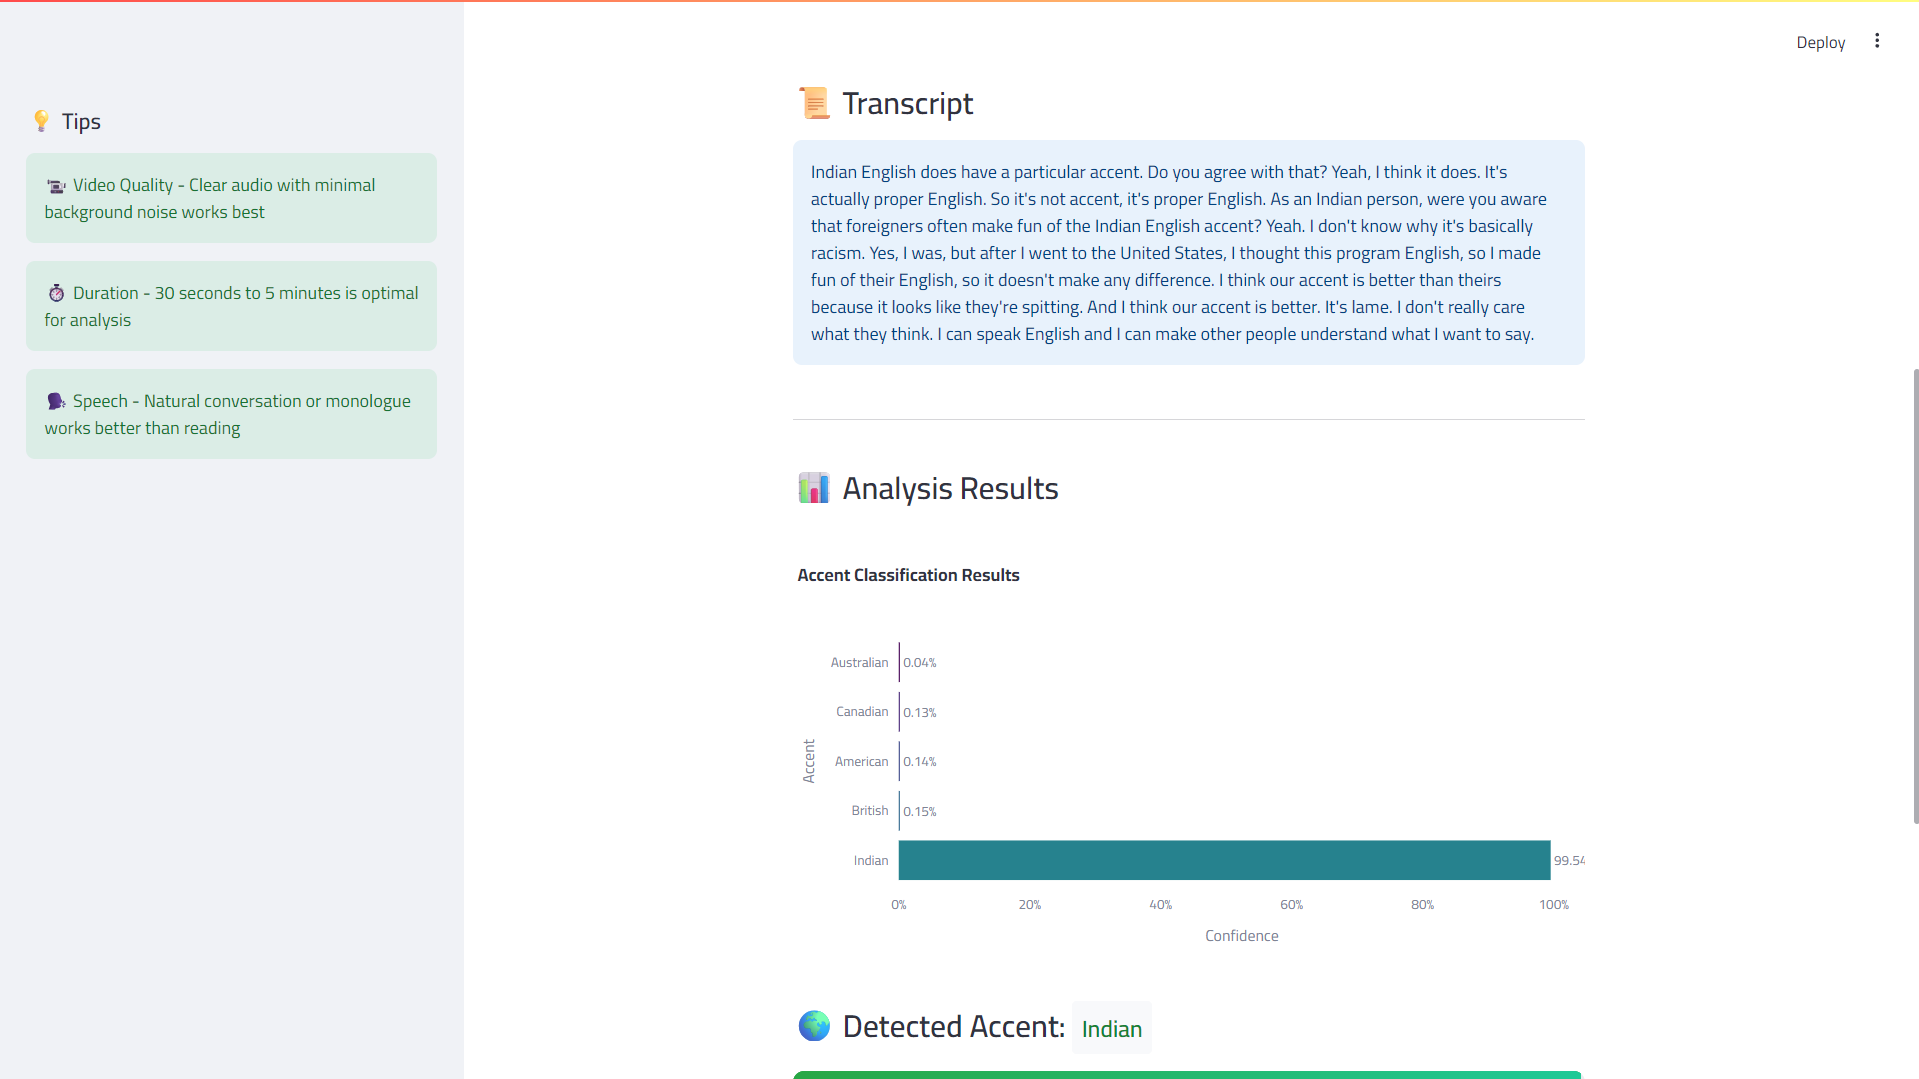 Deploy
Tips
Video Quality - Clear audio with minimal
background noise works best
Duration - 30 seconds to 5 minutes is optimal
for analysis
Speech - Natural conversation or monologue
works better than reading
Transcript
Indian English does have a particular accent. Do you agree with that? Yeah, I think it does. It's
actually proper English. So it's not accent, it's proper English. As an Indian person, were you aware
that foreigners often make fun of the Indian English accent? Yeah. I don't know why it's basically
racism. Yes, I was, but after I went to the United States, I thought this program English, so I made
fun of their English, so it doesn't make any difference. I think our accent is better than theirs
because it looks like they're spitting. And I think our accent is better. It's lame. I don't really care
what they think. I can speak English and I can make other people understand what I want to say.
Analysis Results
Accent Classification Results
Accent
Australian 0.04%
Canadian 0.13%
American 0.14%
British 0.15%
Indian 99.54
0% 20% 40% 60% 80% 100%
Confidence
Detected Accent: Indian